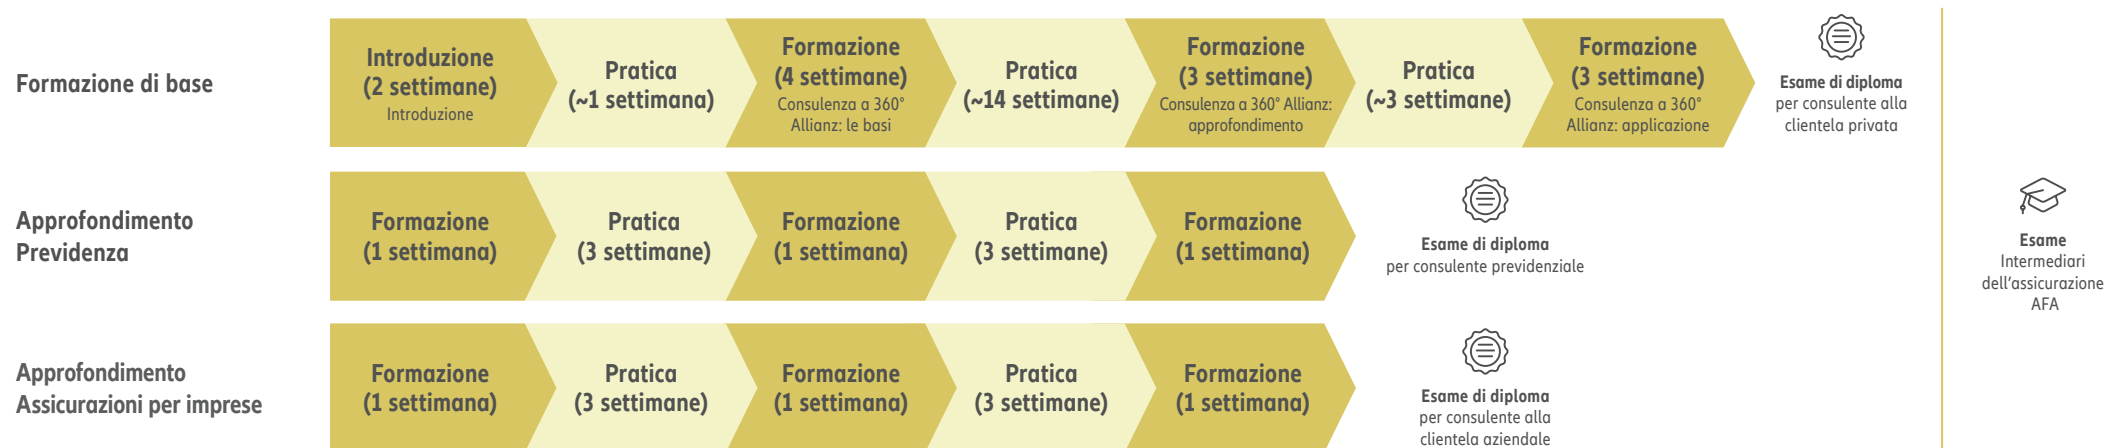 Formazione di base
Introduzione
(2 settimane)
Introduzione
Pratica
(~1 settimana)
Formazione
(4 settimane)
Consulenza a 360°
Allianz: le basi
Pratica
(~14 settimane)
Formazione
(3 settimane)
Consulenza a 360° Allianz:
approfondimento
Pratica
(~3 settimane)
Formazione
(3 settimane)
Consulenza a 360°
Allianz: applicazione
Esame di diploma
per consulente alla
clientela privata
Approfondimento
Previdenza
Formazione
(1 settimana)
Pratica
(3 settimane)
Formazione
(1 settimana)
Pratica
(3 settimane)
Formazione
(1 settimana)
Esame di diploma
per consulente previdenziale
Esame
Intermediari
dell'assicurazione
AFA
Approfondimento
Assicurazioni per imprese
Formazione
(1 settimana)
Pratica
(3 settimane)
Formazione
(1 settimana)
Pratica
(3 settimane)
Formazione
(1 settimana)
Esame di diploma
per consulente alla
clientela aziendale